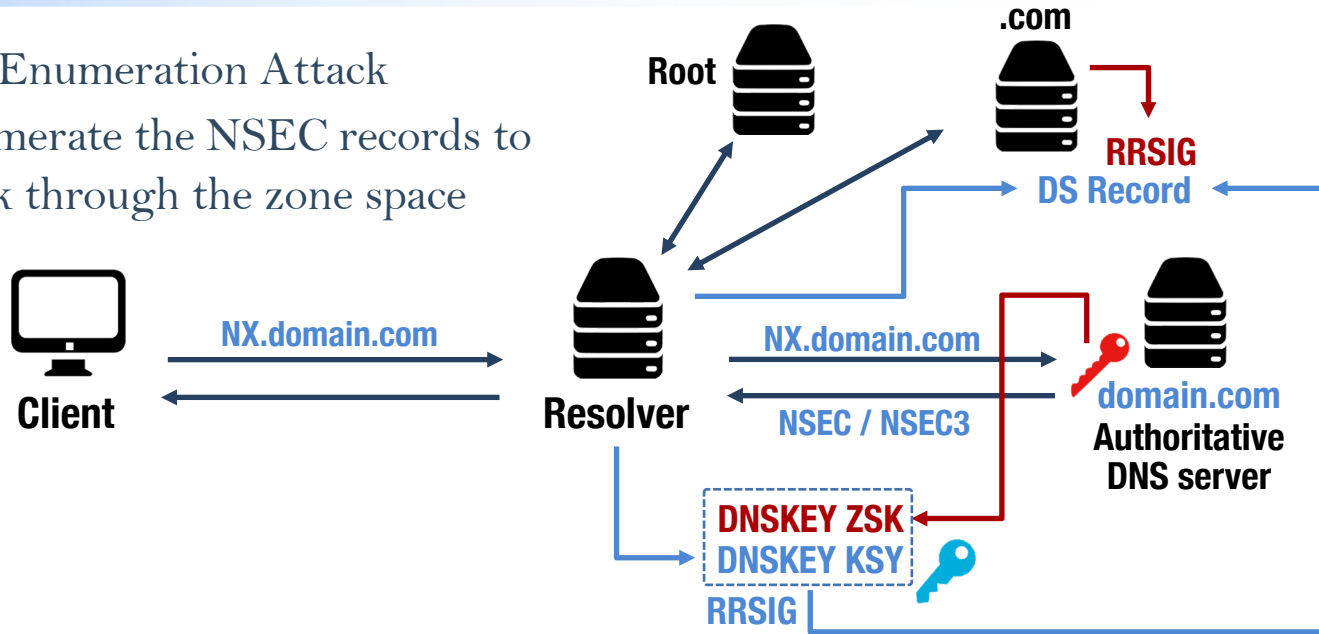 Enumeration Attack
merate the NSEC records to
through the zone space
Root
.com
RRSIG
DS Record
NX.domain.com
NX.domain.com
Client
Resolver
NSEC / NSEC3
domain.com
Authoritative
DNS server
DNSKEY ZSK
DNSKEY KSY
RRSIG